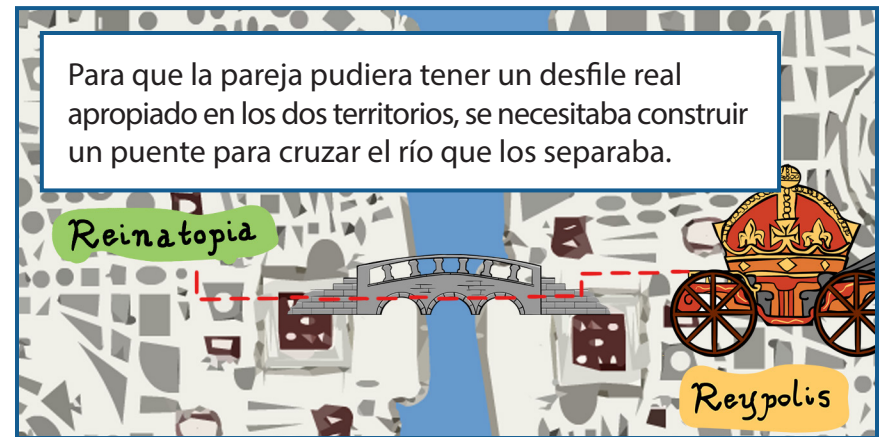 Para que la pareja pudiera tener un desfile real
apropiado en los dos territorios, se necesitaba construir
un puente para cruzar el río que los separaba.
Reinatopia
Reypolis